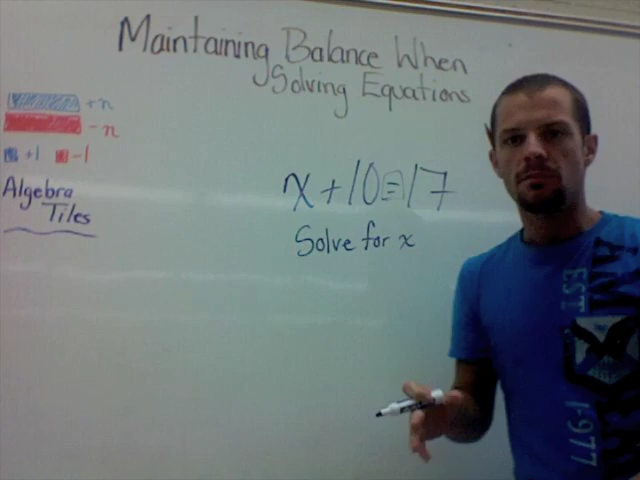 Maintaining Balance When
Solving Equations
+n
-n
+1 -1
Algebra
Tiles
x+10=17
Solve for x
EST
1977